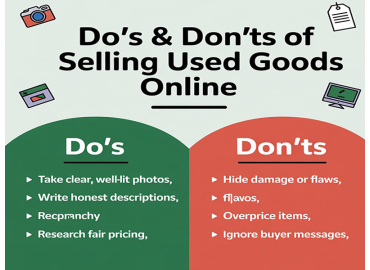 Do's & Don'ts of
Selling Used Goods
Online
Do's
Take clear, well-lit photos,
Write honest descriptions,
Research fair pricing,
Don'ts
Hide damage or flaws,
Overprice items,
Ignore buyer messages,